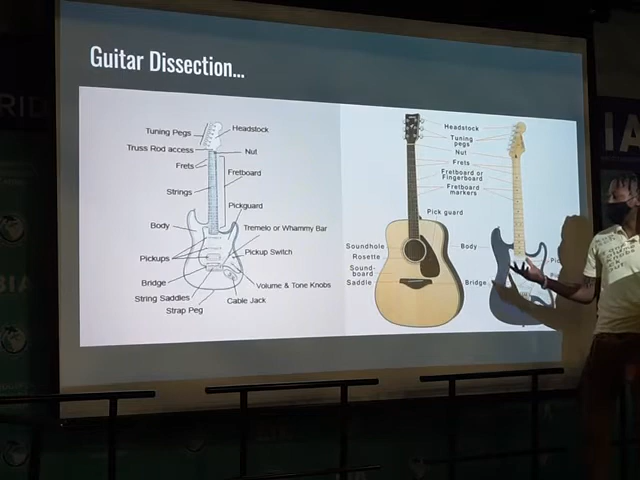 Guitar Dissection...
Tuning Pegs
Headstock
Truss Rod access
Nut
Frets
Fretboard
Strings
Pickguard
Body
Tremelo or Whammy Bar
Pickups
Pickup Switch
Bridge
Volume & Tone Knobs
String Saddles
Cable Jack
Strap Peg
Headstock
Tuning
pegs
Nut
Frets
Fretboard or
Fingerboard
Fretboard
markers
Pick guard
Soundhole
Body
Rosette
Sound-
board
Saddle
Bridge